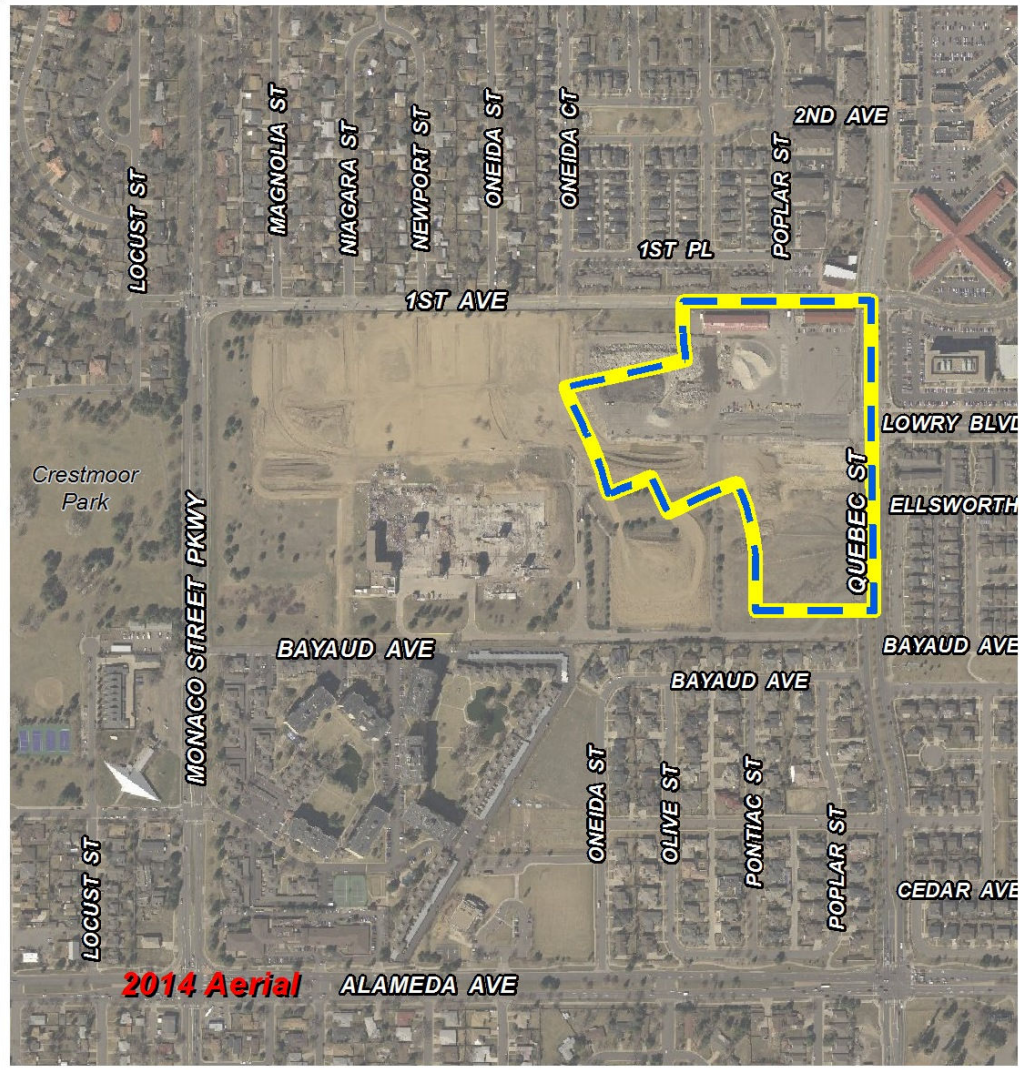 2ND AVE
MAGNOLIA ST
NIAGARA ST
NEWPORT ST
ONEIDA ST
ONEIDA CT
POPLAR ST
LOCUST ST
1ST PL
1ST AVE
LOWRY BLVD
Crestmoor
Park
ELLSWORTH
QUEBEC ST
MONACO STREET PKWY
BAYAUD AVE
BAYAUD AVE
BAYAUD AVE
ONEIDA ST
OLIVE ST
PONTIAC ST
POPLAR ST
LOCUST ST
CEDAR AVE
2014 Aerial
ALAMEDA AVE